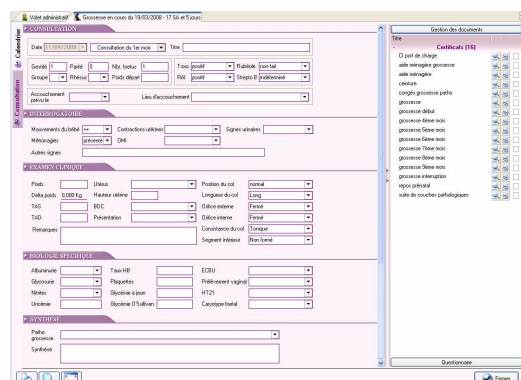 Volet administratif Grossesse en cours du 19/03/2008 - 17 SA et 5 jours
Calendrier
Consultation
CONSULTATION
Date 11/04/2008 Consultation du 1er mois Titre
Gestité 1 Parité 0 Nbr. foetus 1 Toxo. positif Rubéole non fait
Groupe Rhésus Poids départ RAI positif Strepto B indéterminé
Accouchement prévu le Lieu d'accouchement
INTERROGATOIRE
Mouvements du bébé ++ Contractions utérines Signes urinaires
Métrorragies présente OMI
Autres signes
EXAMEN CLINIQUE
Poids Utérus Position du col normal
Delta poids 0,000 Kg Hauteur utérine Longueur du col Long
TAS BDC Orifice externe Fermé
TAD Présentation Orifice interne Fermé
Remarques Consistance du col Tonique
Segment inférieur Non formé
BIOLOGIE SPECIFIQUE
Albuminurie Taux HB ECBU
Glycosurie Plaquettes Prélèvement vaginal
Nitrites Glycémie à jeun HT21
Uricémie Glycémie O'Sullivan Caryotype foetal
SYNTHESE
Patho. grossesse
Synthèse
Gestion des documents
Titre
- Certificats [16]
CI port de charge
aide ménagère grossesse
aide ménagère
ceinture
congés grossesse patho
grossesse
grossesse début
grossesse 4ème mois
grossesse 5ème mois
grossesse 6ème mois
grossesse 7ème mois
grossesse 8ème mois
grossesse 9ème mois
grossesse interruption
repos prénatal
suite de couches pathologiques
Questionnaire
Fermer